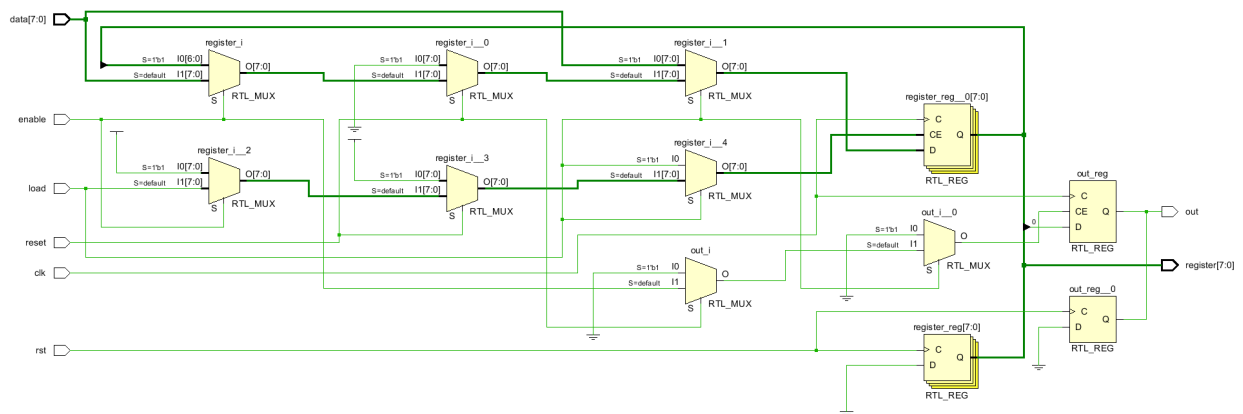 data[7:0]
register_i
S=1'b1 I0[6:0]
S=default I1[7:0]
O[7:0]
S
RTL_MUX
register_i__0
S=1'b1 I0[7:0]
S=default I1[7:0]
O[7:0]
S
RTL_MUX
register_i__1
S=1'b1 I0[7:0]
S=default I1[7:0]
O[7:0]
S
RTL_MUX
register_reg__0[7:0]
C
CE
D
Q
RTL_REG
enable
register_i__2
S=1'b1 I0[7:0]
S=default I1[7:0]
O[7:0]
S
RTL_MUX
register_i__3
S=1'b1 I0[7:0]
S=default I1[7:0]
O[7:0]
S
RTL_MUX
register_i__4
S=1'b1 I0
S=default I1[7:0]
O[7:0]
S
RTL_MUX
load
out_reg
C
CE
D
Q
RTL_REG
0
out
out_i__0
S=1'b1 I0
S=default I1
O
S
RTL_MUX
reset
clk
out_i
S=1'b1 I0
S=default I1
O
S
RTL_MUX
register[7:0]
out_reg__0
C
D
Q
RTL_REG
rst
register_reg[7:0]
C
D
Q
RTL_REG